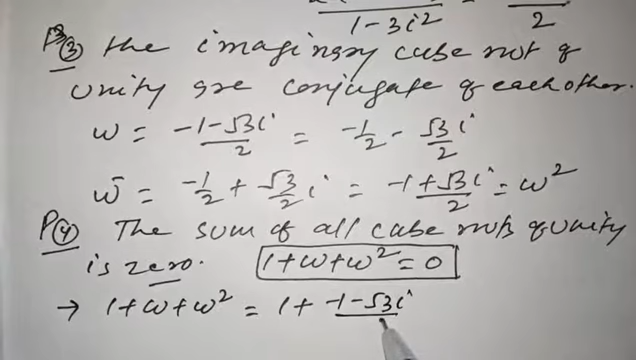 1-3i² 2
P③ the imaginary cube root of
unity are conjugate of each other.
ω = -1-√3i/2 = -1/2 - √3i/2
ω̄ = -1/2 + √3/2 i = -1+√3i/2 = ω²
P④ The sum of all cube roots of unity
is zero. 1+ω+ω²=0
→ 1+ω+ω² = 1+ -1-√3i